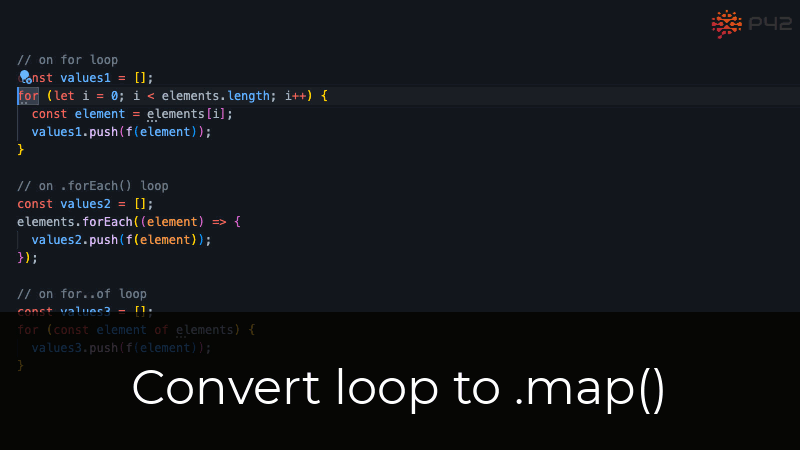 P42
// on for loop
const values1 = [];
for (let i = 0; i < elements.length; i++) {
  const element = elements[i];
  values1.push(f(element));
}
// on .forEach() loop
const values2 = [];
elements.forEach((element) => {
  values2.push(f(element));
});
// on for..of loop
const values3 = [];
for (const element of elements) {
  values3.push(f(element));
}
Convert loop to .map()